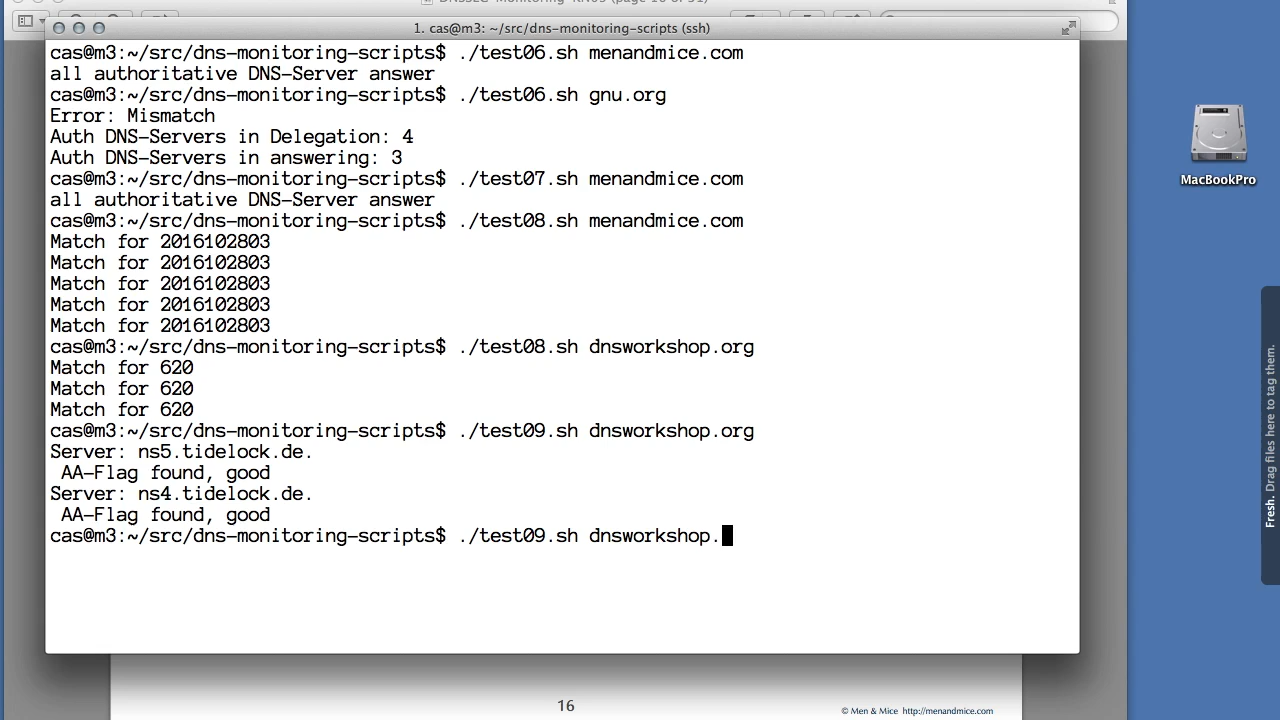 1. cas@m3: ~/src/dns-monitoring-scripts (ssh)
cas@m3:~/src/dns-monitoring-scripts$ ./test06.sh menandmice.com
all authoritative DNS-Server answer
cas@m3:~/src/dns-monitoring-scripts$ ./test06.sh gnu.org
Error: Mismatch
Auth DNS-Servers in Delegation: 4
Auth DNS-Servers in answering: 3
cas@m3:~/src/dns-monitoring-scripts$ ./test07.sh menandmice.com
all authoritative DNS-Server answer
cas@m3:~/src/dns-monitoring-scripts$ ./test08.sh menandmice.com
Match for 2016102803
Match for 2016102803
Match for 2016102803
Match for 2016102803
Match for 2016102803
cas@m3:~/src/dns-monitoring-scripts$ ./test08.sh dnsworkshop.org
Match for 620
Match for 620
Match for 620
cas@m3:~/src/dns-monitoring-scripts$ ./test09.sh dnsworkshop.org
Server: ns5.tidelock.de.
AA-Flag found, good
Server: ns4.tidelock.de.
AA-Flag found, good
cas@m3:~/src/dns-monitoring-scripts$ ./test09.sh dnsworkshop.
MacBookPro
Fresh. Drag files here to tag them.
16
© Men & Mice http://menandmice.com